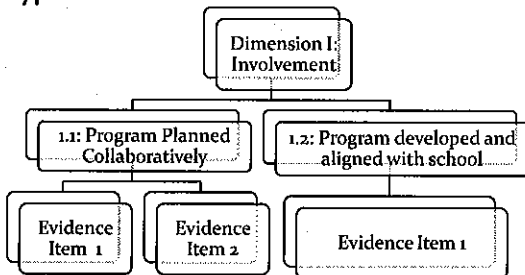 Dimension I:
Involvement
1.1: Program Planned
Collaboratively
1.2: Program developed and
aligned with school
Evidence
Item 1
Evidence
Item 2
Evidence Item 1